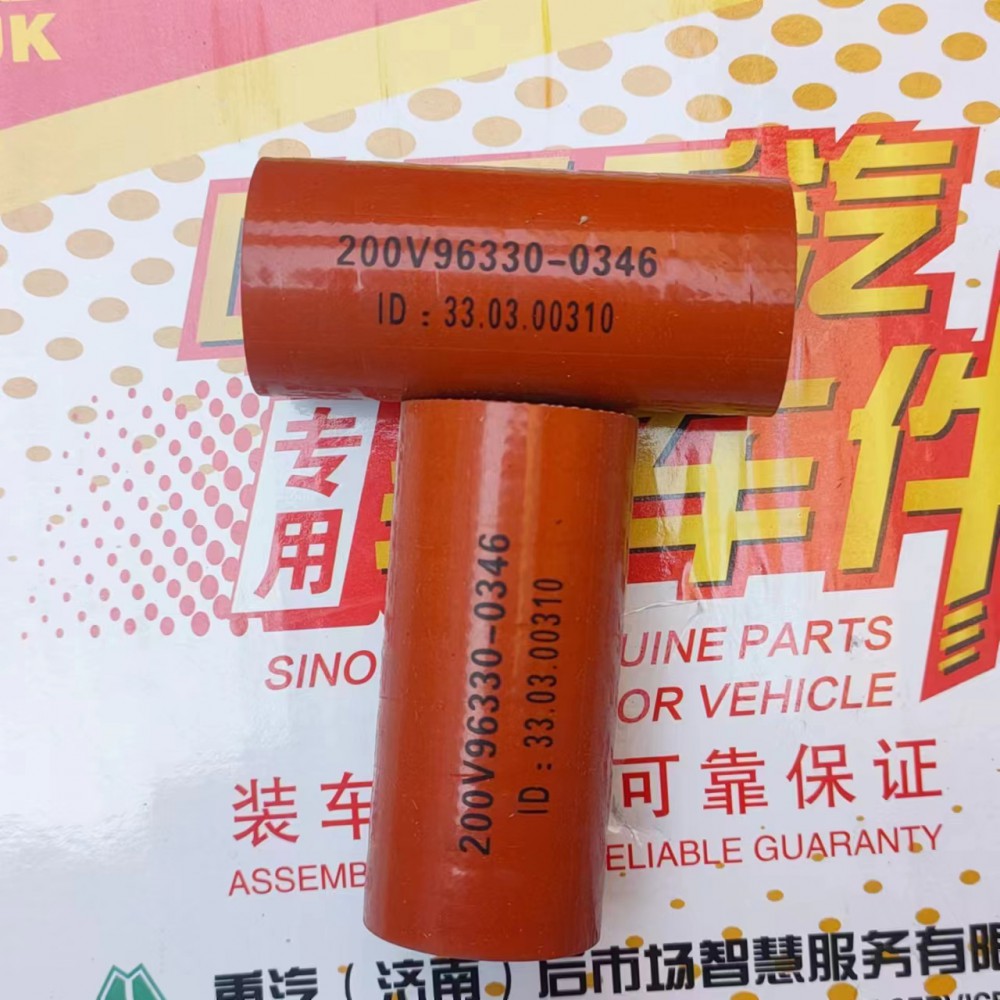 UK
汽
200V96330-0346
ID : 33.03.00310
专用
车件
200V96330-0346
ID : 33.03.00310
SINO UINE PARTS
OR VEHICLE
装车 可靠保证
ASSEMB ELIABLE GUARANTY
重汽（济南）后市场智慧服务有限